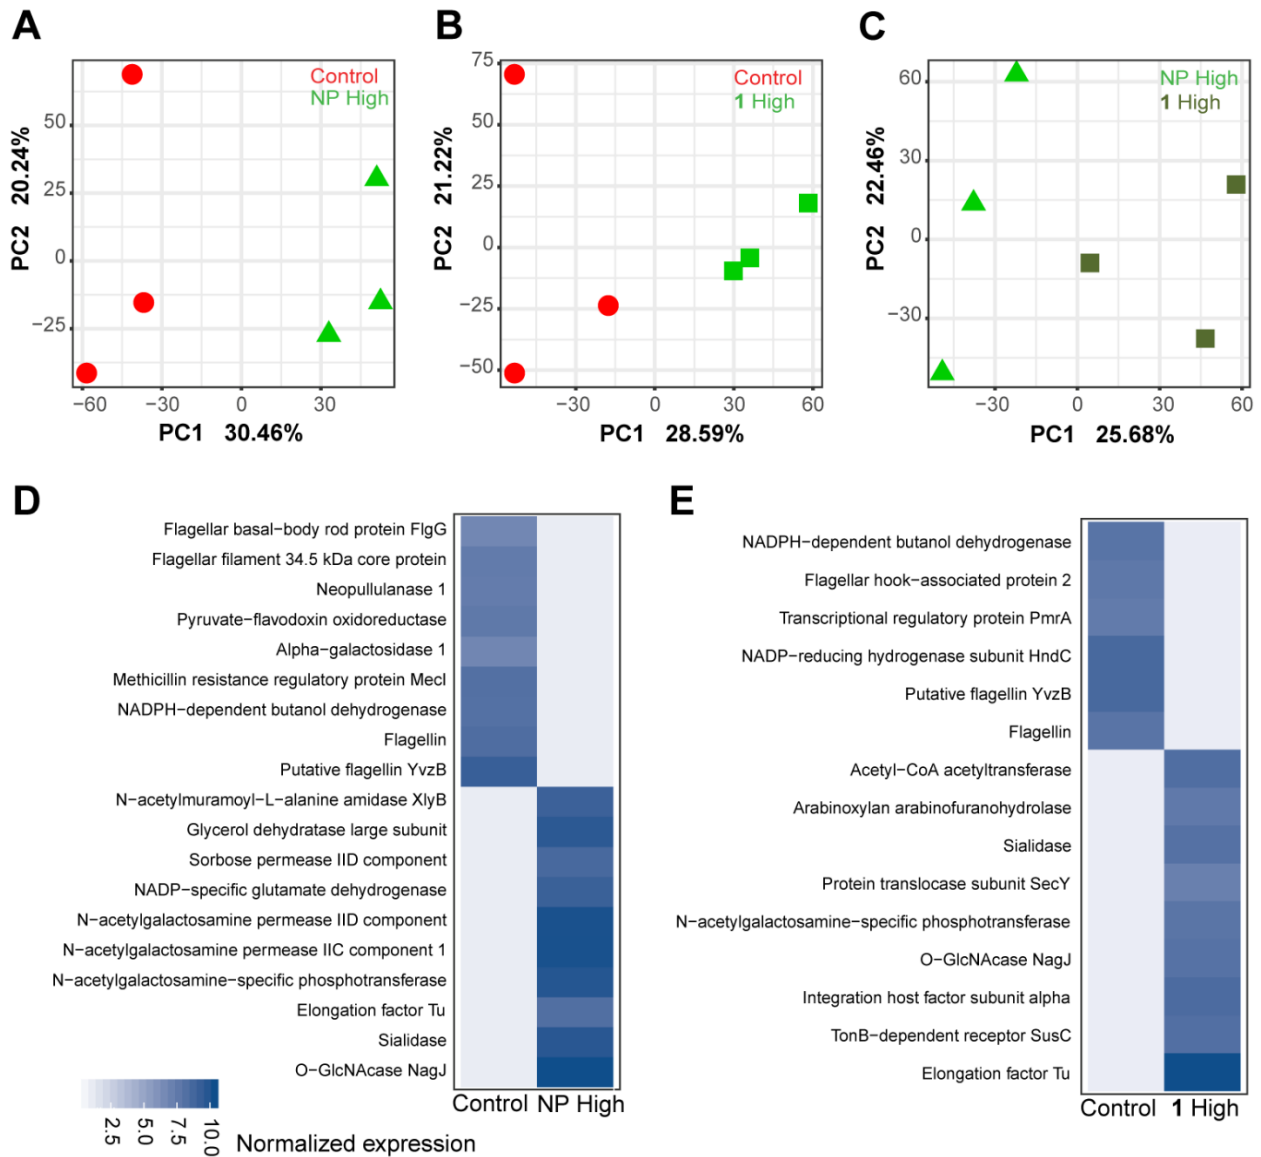 A
Control
NP High
50
25
0
−25
−60
−30
0
30
PC2 20.24%
PC1 30.46%
B
Control
1 High
75
50
25
0
−25
−50
−30
0
30
60
PC2 21.22%
PC1 28.59%
C
NP High
1 High
60
30
0
−30
−30
0
30
60
PC2 22.46%
PC1 25.68%
D
Flagellar basal−body rod protein FlgG
Flagellar filament 34.5 kDa core protein
Neopullulanase 1
Pyruvate−flavodoxin oxidoreductase
Alpha−galactosidase 1
Methicillin resistance regulatory protein MecI
NADPH−dependent butanol dehydrogenase
Flagellin
Putative flagellin YvzB
N−acetylmuramoyl−L−alanine amidase XlyB
Glycerol dehydratase large subunit
Sorbose permease IID component
NADP−specific glutamate dehydrogenase
N−acetylgalactosamine permease IID component
N−acetylgalactosamine permease IIC component 1
N−acetylgalactosamine−specific phosphotransferase
Elongation factor Tu
Sialidase
O−GlcNAcase NagJ
Control NP High
2.5
5.0
7.5
10.0
Normalized expression
E
NADPH−dependent butanol dehydrogenase
Flagellar hook−associated protein 2
Transcriptional regulatory protein PmrA
NADP−reducing hydrogenase subunit HndC
Putative flagellin YvzB
Flagellin
Acetyl−CoA acetyltransferase
Arabinoxylan arabinofuranohydrolase
Sialidase
Protein translocase subunit SecY
N−acetylgalactosamine−specific phosphotransferase
O−GlcNAcase NagJ
Integration host factor subunit alpha
TonB−dependent receptor SusC
Elongation factor Tu
Control 1 High